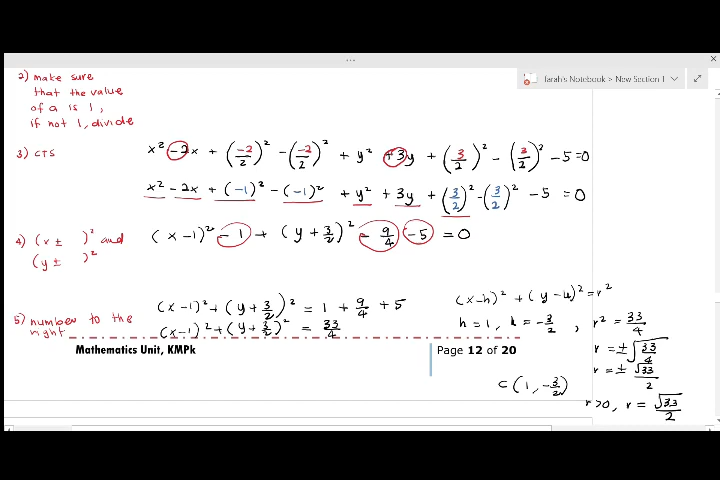 Tarah's Notebook > New Section 1
2) make sure
that the value
of a is 1,
if not 1, divide
3) CTS
x² - 2x + (-2/2)² - (-2/2)² + y² + 3y + (3/2)² - (3/2)² - 5 = 0
x² - 2x + (-1)² - (-1)² + y² + 3y + (3/2)² - (3/2)² - 5 = 0
4) (x ± )² and
(y ± )²
(x - 1)² - 1 + (y + 3/2)² - 9/4 - 5 = 0
5) number to the
right
(x - 1)² + (y + 3/2)² = 1 + 9/4 + 5
(x - 1)² + (y + 3/2)² = 33/4
(x - h)² + (y - k)² = r²
h = 1, k = -3/2, r² = 33/4
r = ± √(33/4)
r = ± √33/2
C (1, -3/2)
r > 0, r = √33/2
Mathematics Unit, KMPk
Page 12 of 20